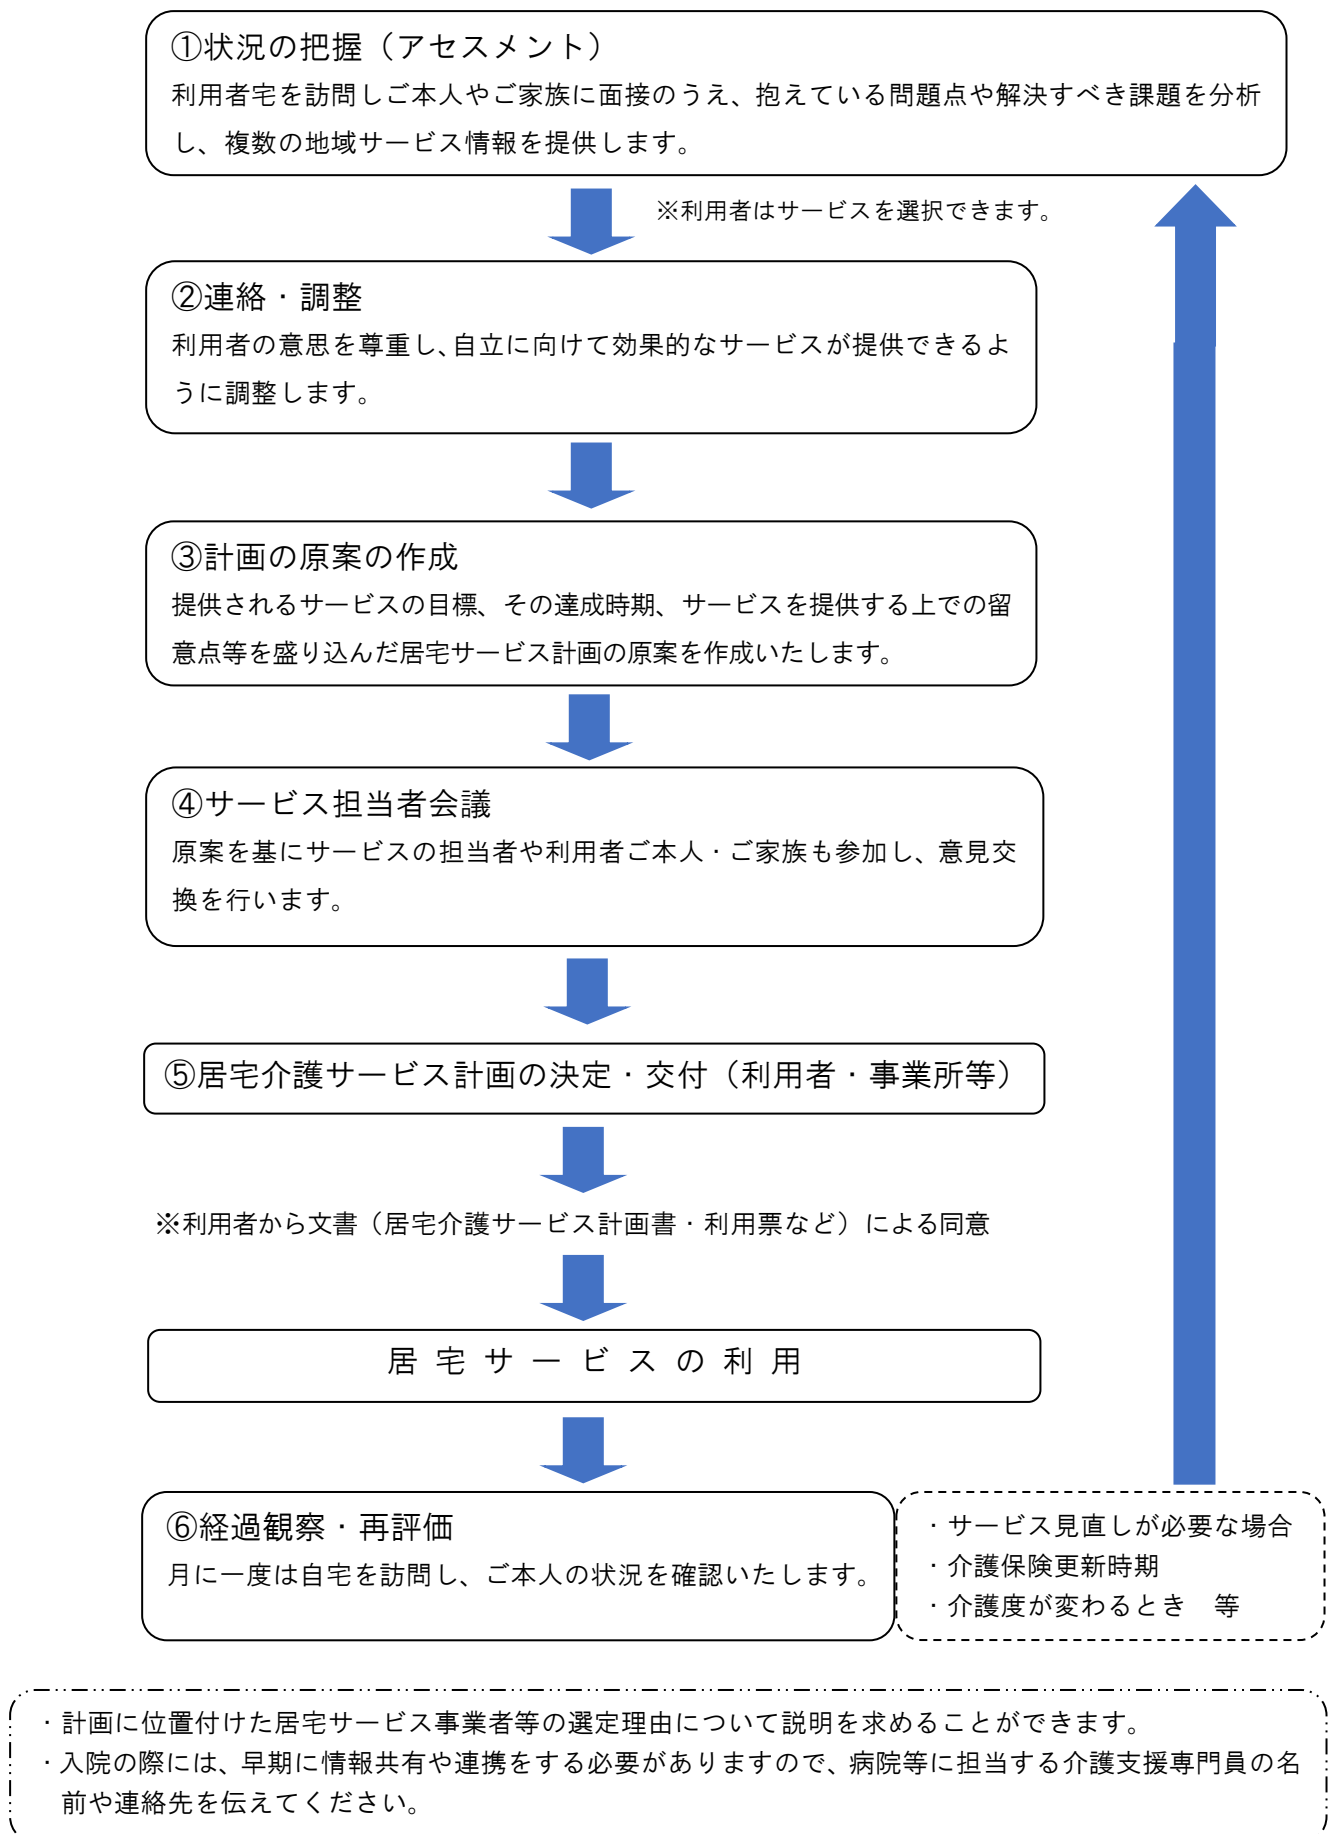 ①状況の把握（アセスメント）
利用者宅を訪問しご本人やご家族に面接のうえ、抱えている問題点や解決すべき課題を分析
し、複数の地域サービス情報を提供します。
※利用者はサービスを選択できます。
②連絡・調整
利用者の意思を尊重し、自立に向けて効果的なサービスが提供できるよ
うに調整します。
③計画の原案の作成
提供されるサービスの目標、その達成時期、サービスを提供する上での留
意点等を盛り込んだ居宅サービス計画の原案を作成いたします。
④サービス担当者会議
原案を基にサービスの担当者や利用者ご本人・ご家族も参加し、意見交
換を行います。
⑤居宅介護サービス計画の決定・交付（利用者・事業所等）
※利用者から文書（居宅介護サービス計画書・利用票など）による同意
居宅サービスの利用
⑥経過観察・再評価
月に一度は自宅を訪問し、ご本人の状況を確認いたします。
・サービス見直しが必要な場合
・介護保険更新時期
・介護度が変わるとき　等
・計画に位置付けた居宅サービス事業者等の選定理由について説明を求めることができます。
・入院の際には、早期に情報共有や連携をする必要がありますので、病院等に担当する介護支援専門員の名
前や連絡先を伝えてください。